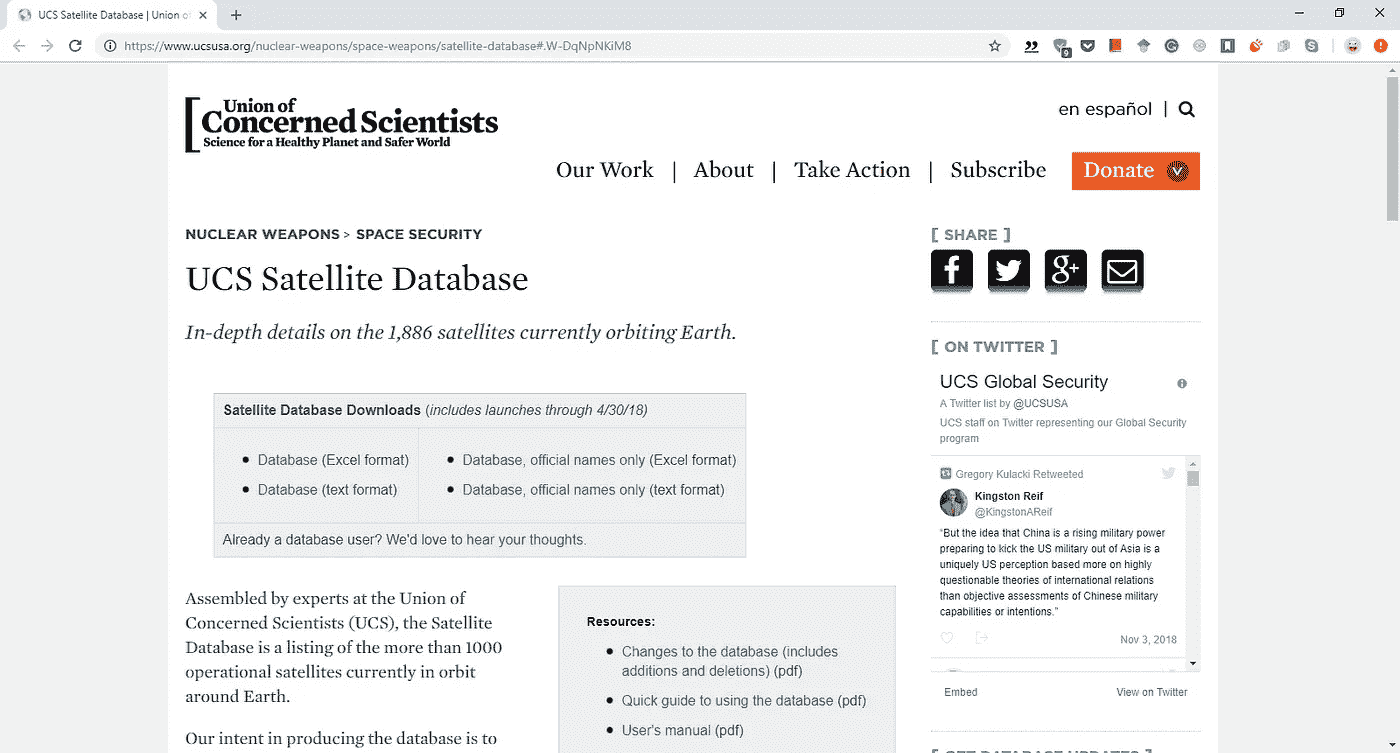 UCS Satellite Database | Union of
https://www.ucsusa.org/nuclear-weapons/space-weapons/satellite-database#.W-DqNpNKiM8
9
Union of
Concerned Scientists
Science for a Healthy Planet and Safer World
en español |
Our Work | About | Take Action | Subscribe Donate
NUCLEAR WEAPONS > SPACE SECURITY
UCS Satellite Database
In-depth details on the 1,886 satellites currently orbiting Earth.
Satellite Database Downloads (includes launches through 4/30/18)
• Database (Excel format)
• Database (text format)
• Database, official names only (Excel format)
• Database, official names only (text format)
Already a database user? We'd love to hear your thoughts.
Assembled by experts at the Union of
Concerned Scientists (UCS), the Satellite
Database is a listing of the more than 1000
operational satellites currently in orbit
around Earth.
Our intent in producing the database is to
Resources:
• Changes to the database (includes
additions and deletions) (pdf)
• Quick guide to using the database (pdf)
• User's manual (pdf)
[ SHARE ]
[ ON TWITTER ]
UCS Global Security
A Twitter list by @UCSUSA
UCS staff on Twitter representing our Global Security
program
Gregory Kulacki Retweeted
Kingston Reif
@KingstonAReif
“But the idea that China is a rising military power
preparing to kick the US military out of Asia is a
uniquely US perception based more on highly
questionable theories of international relations
than objective assessments of Chinese military
capabilities or intentions.”
Nov 3, 2018
Embed View on Twitter
[ GET DATABASE UPDATES ]